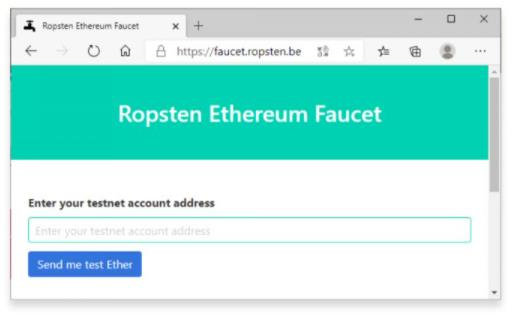 Ropsten Ethereum Faucet
https://faucet.ropsten.be
Ropsten Ethereum Faucet
Enter your testnet account address
Enter your testnet account address
Send me test Ether